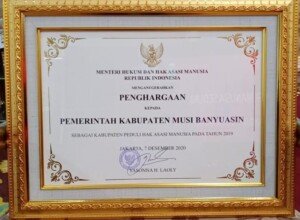 MENTERI HUKUM DAN HAK ASASI MANUSIA
REPUBLIK INDONESIA
MENGANUGERAHKAN
PENGHARGAAN
KEPADA
PEMERINTAH KABUPATEN MUSI BANYUASIN
SEBAGAI KABUPATEN PEDULI HAK ASASI MANUSIA PADA TAHUN 2019
JAKARTA, 7 DESEMBER 2020
YASONNA H. LAOLY